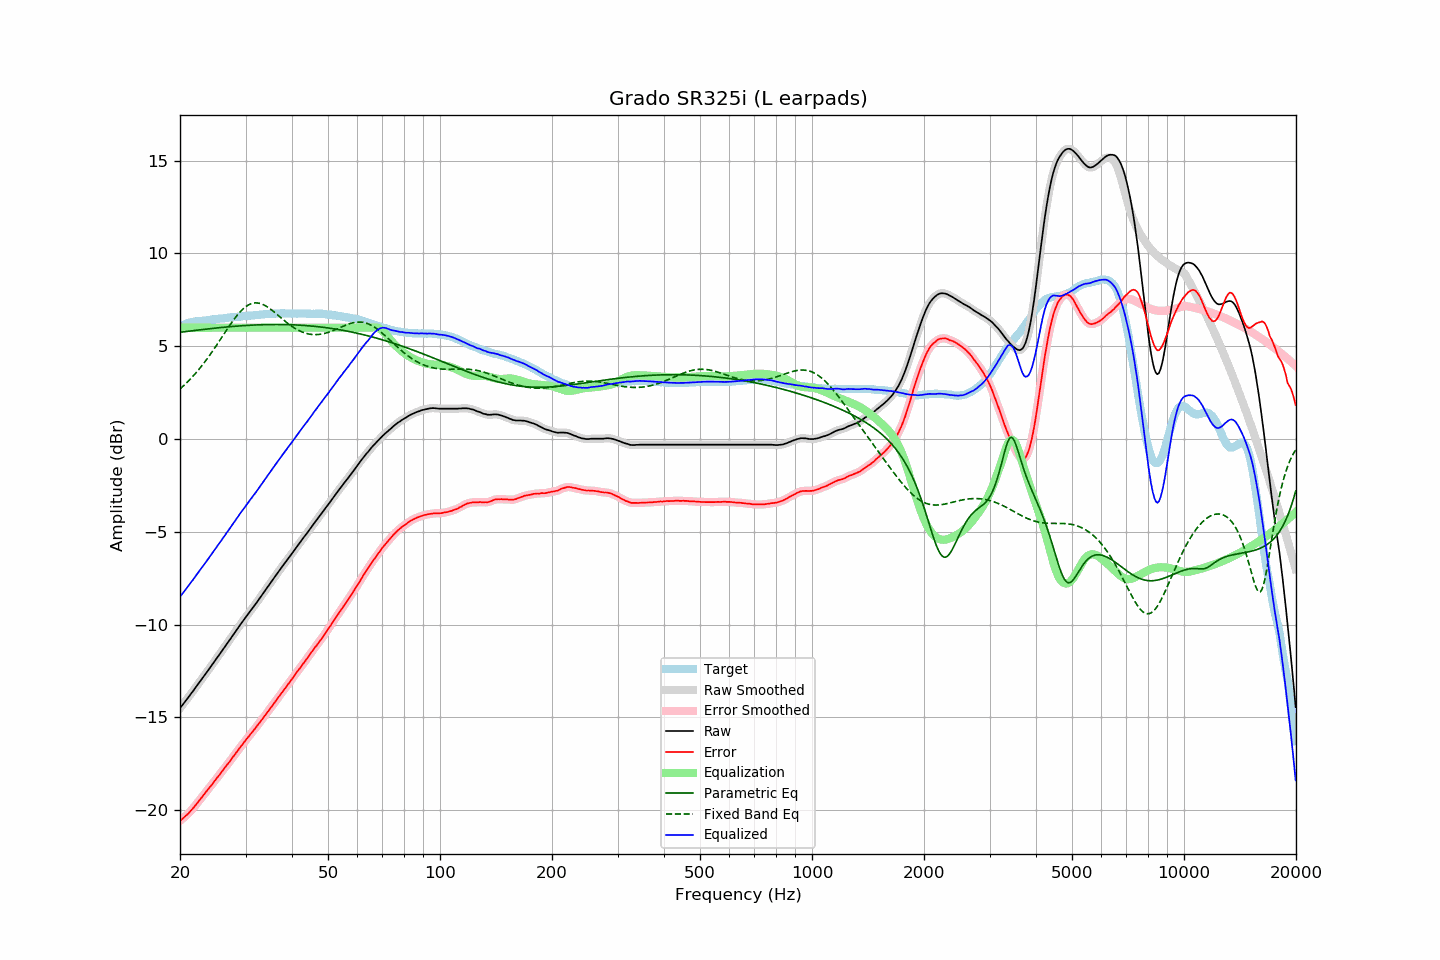 Grado SR325i (L earpads)
15
10
5
0
−5
−10
−15
−20
Amplitude (dBr)
Target
Raw Smoothed
Error Smoothed
Raw
Error
Equalization
Parametric Eq
Fixed Band Eq
Equalized
20 50 100 200 500 1000 2000 5000 10000 20000
Frequency (Hz)